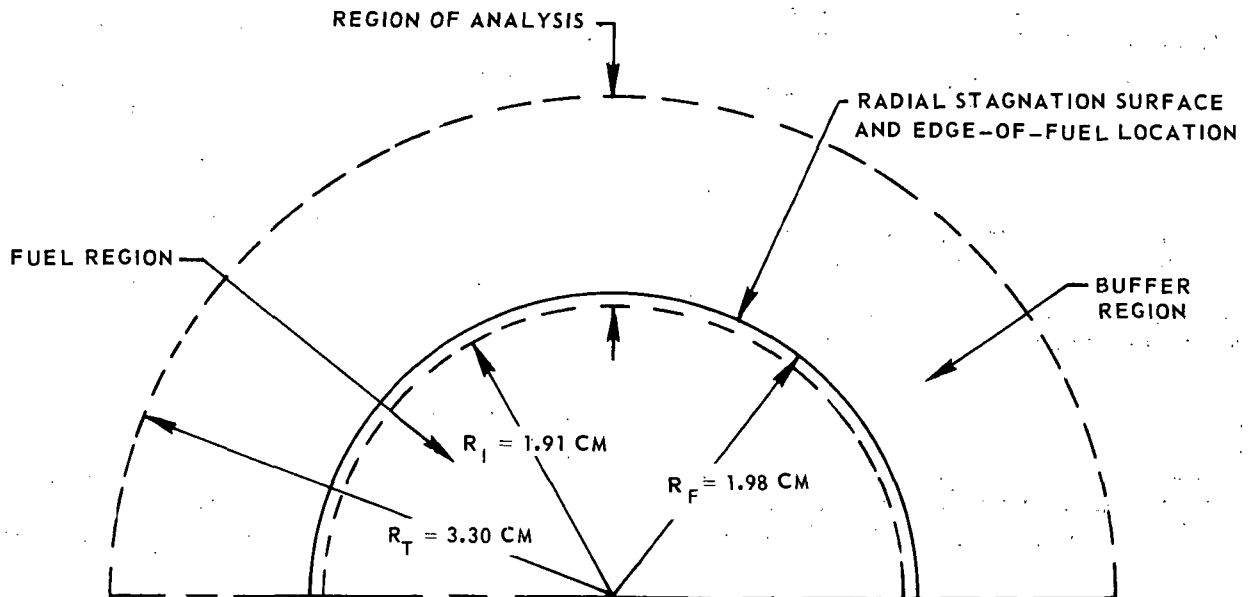 REGION OF ANALYSIS
RADIAL STAGNATION SURFACE
AND EDGE-OF-FUEL LOCATION
FUEL REGION
BUFFER
REGION
R_I = 1.91 CM
R_F = 1.98 CM
R_T = 3.30 CM